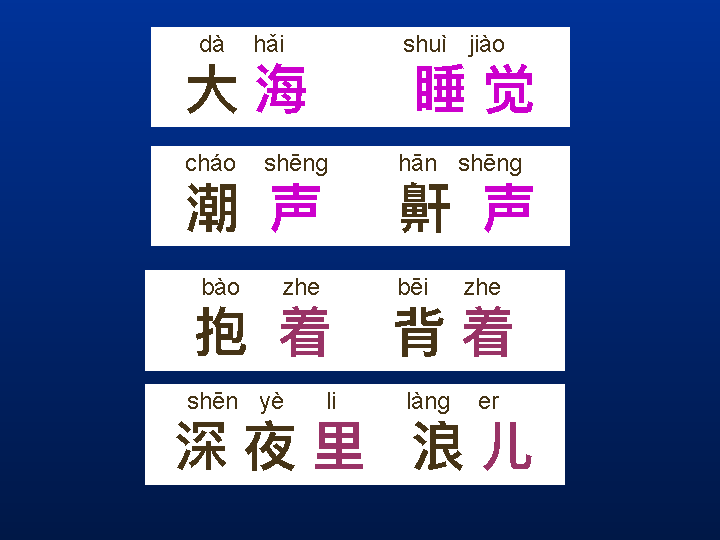 dà hǎi shuì jiào
大海 睡觉
cháo shēng hān shēng
潮声 鼾声
bào zhe bēi zhe
抱着 背着
shēn yè li làng er
深夜里 浪儿